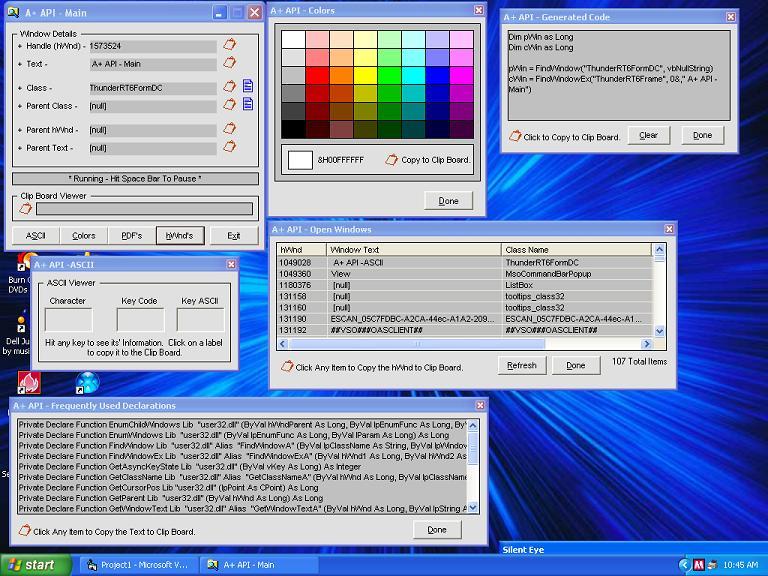 A+ API - Main
Window Details
+ Handle (hWnd) - 1573524
+ Text - A+ API - Main
+ Class - ThunderRT6FormDC
+ Parent Class - [null]
+ Parent hWnd - [null]
+ Parent Text - [null]
* Running - Hit Space Bar To Pause *
Clip Board Viewer
ASCII Colors PDF's hWnd's Exit
A+ API - Colors
&H00FFFFFF Copy to Clip Board.
Done
A+ API - Generated Code
Dim pWin as Long
Dim cWin as Long
pWin = FindWindow("ThunderRT6FormDC", vbNullString)
cWin = FindWindowEx("ThunderRT6Frame", 0&," A+ API -
Main")
Click to Copy to Clip Board. Clear Done
A+ API - Open Windows
hWnd Window Text Class Name
1049028 A+ API -ASCII ThunderRT6FormDC
1049360 View MsoCommandBarPopup
1180376 [null] ListBox
131158 [null] tooltips_class32
131160 [null] tooltips_class32
131190 ESCAN_05C7FDBC-A2CA-44ec-A1A2-209... ESCAN_05C7FDBC-A2CA-44ec-A1...
131192 ##VSO###OASCLIENT## ##VSO###OASCLIENT##
Click Any Item to Copy the hWnd to Clip Board. Refresh Done 107 Total Items
Burn
DVDs
Dell Ju
by mus
A+ API -ASCII
ASCII Viewer
Character Key Code Key ASCII
Hit any key to see its' Information. Click on a label
to copy it to the Clip Board.
A+ API - Frequently Used Declarations
Private Declare Function EnumChildWindows Lib "user32.dll" (ByVal hWndParent As Long, ByVal lpEnumFunc As Long, By
Private Declare Function EnumWindows Lib "user32.dll" (ByVal lpEnumFunc As Long, ByVal lParam As Long) As Long
Private Declare Function FindWindow Lib "user32.dll" Alias "FindWindowA" (ByVal lpClassName As String, ByVal lpWindow
Private Declare Function FindWindowEx Lib "user32.dll" Alias "FindWindowExA" (ByVal hWnd1 As Long, ByVal hWnd2 As
Private Declare Function GetAsyncKeyState Lib "user32.dll" (ByVal vKey As Long) As Integer
Private Declare Function GetClassName Lib "user32.dll" Alias "GetClassNameA" (ByVal hWnd As Long, ByVal lpClassName
Private Declare Function GetCursorPos Lib "user32.dll" (lpPoint As CPoint) As Long
Private Declare Function GetParent Lib "user32.dll" (ByVal hWnd As Long) As Long
Private Declare Function GetWindowText Lib "user32.dll" Alias "GetWindowTextA" (ByVal hWnd As Long, ByVal lpString A
Click Any Item to Copy the Text to Clip Board. Done
Silent Eye
start Project1 - Microsoft V... A+ API - Main 10:45 AM